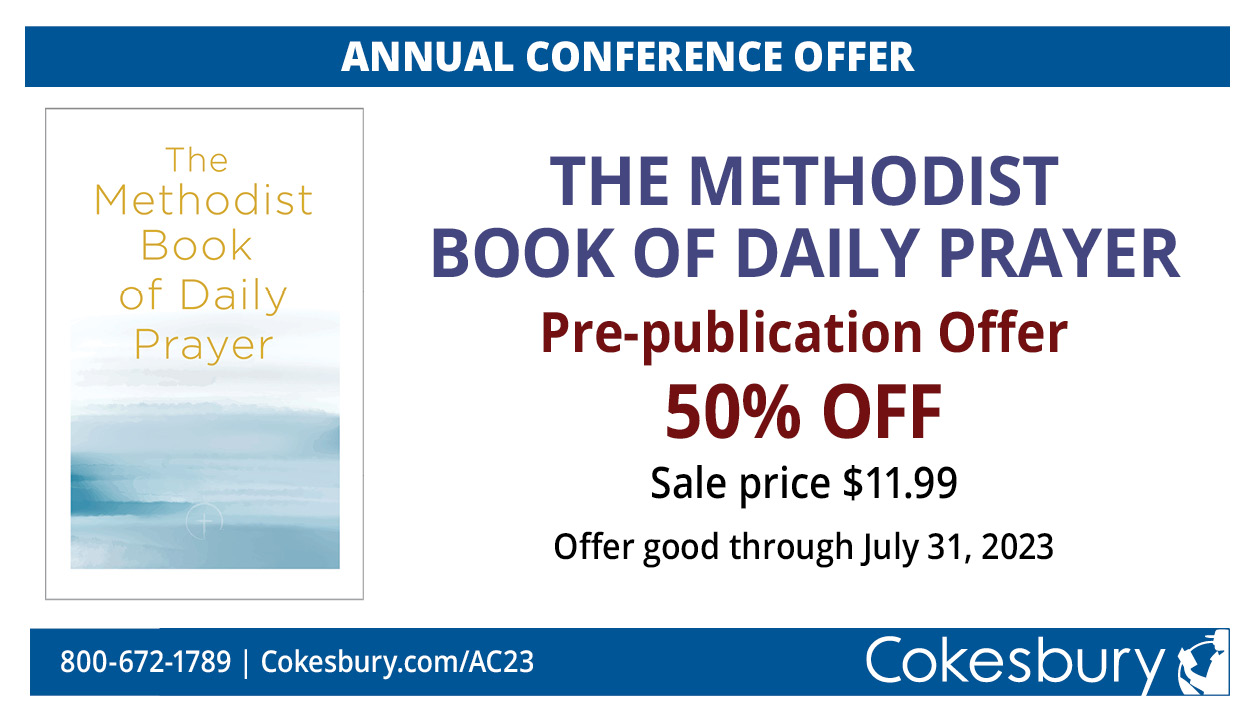 ANNUAL CONFERENCE OFFER
The
Methodist
Book
of Daily
Prayer
THE METHODIST
BOOK OF DAILY PRAYER
Pre-publication Offer
50% OFF
Sale price $11.99
Offer good through July 31, 2023
800-672-1789 | Cokesbury.com/AC23
Cokesbury